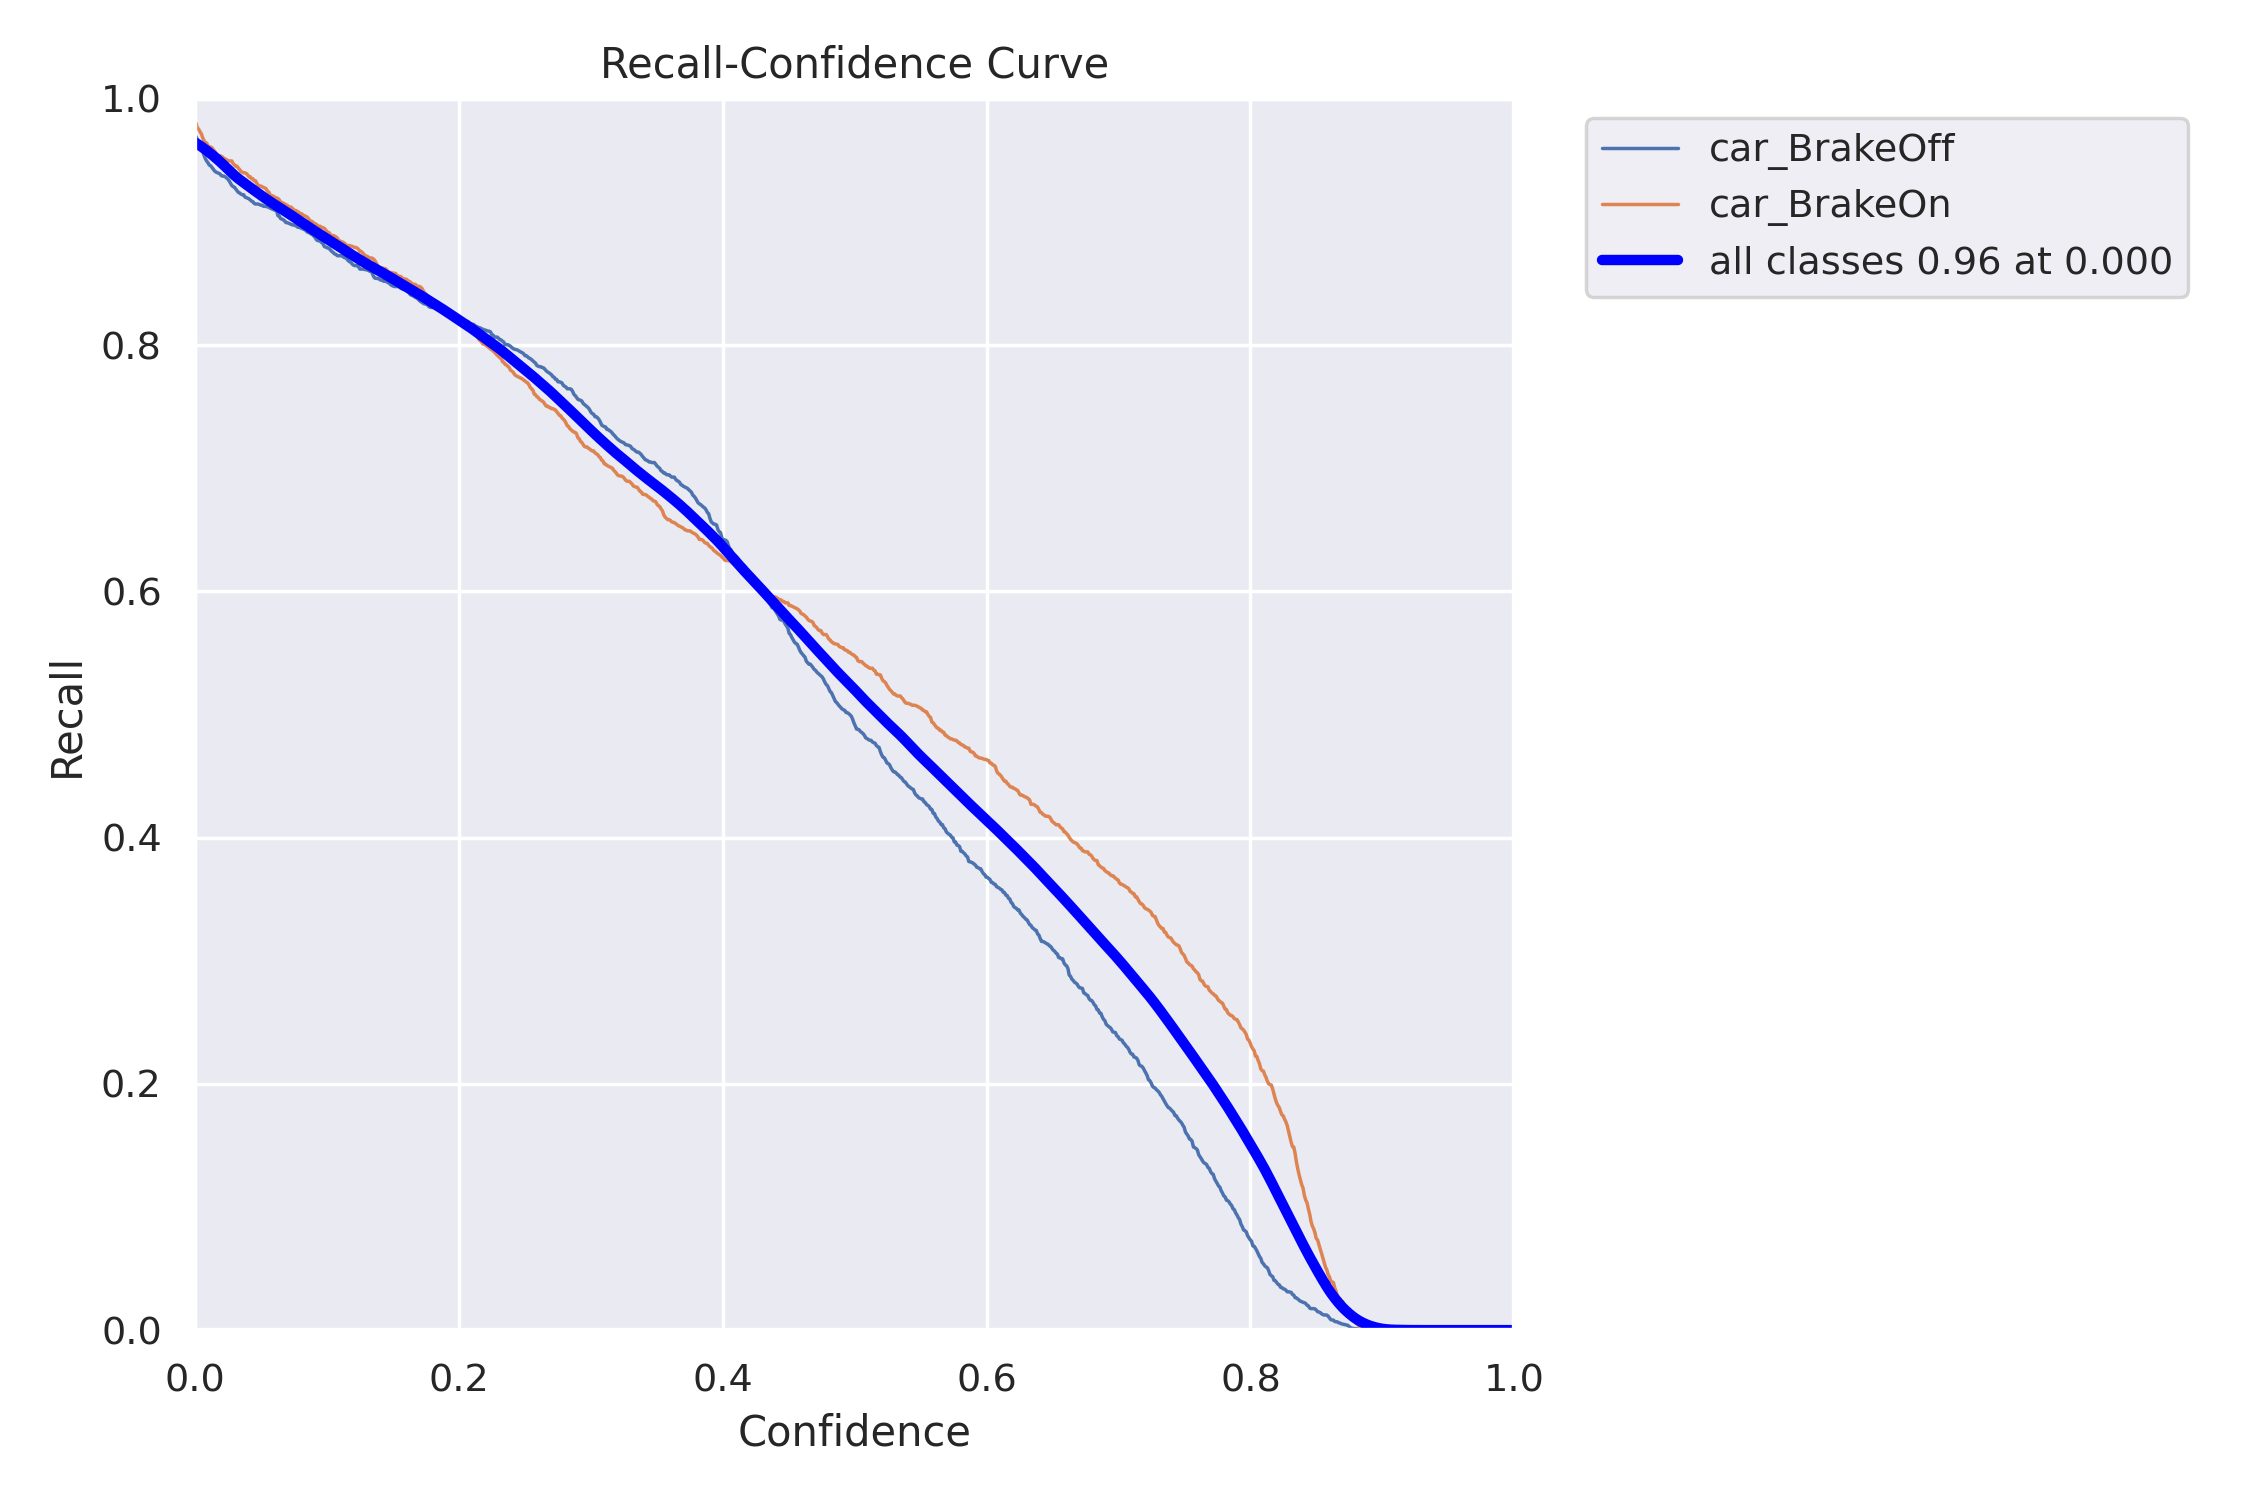 Recall-Confidence Curve
1.0
0.8
0.6
0.4
0.2
0.0
Recall
0.0 0.2 0.4 0.6 0.8 1.0
Confidence
car_BrakeOff
car_BrakeOn
all classes 0.96 at 0.000